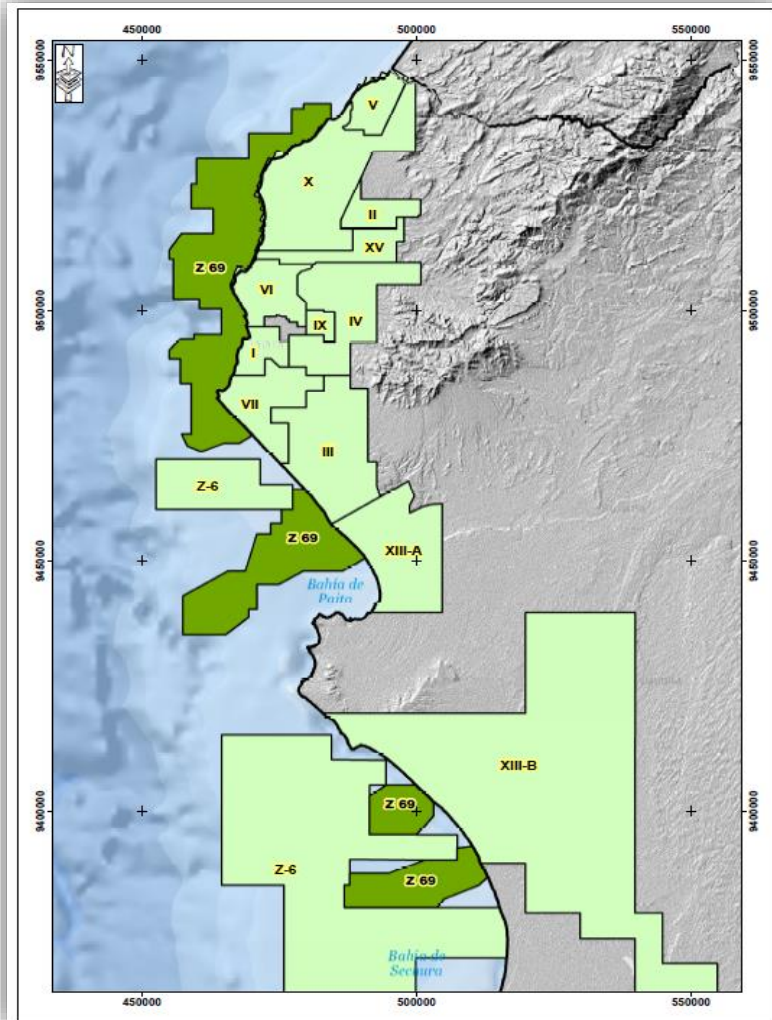 450000
500000
550000
N
9550000
9550000
V
X
II
XV
Z 69
VI
9500000
9500000
IX
IV
I
VII
III
Z-6
Z 69
XIII-A
9450000
9450000
Bahía de
Paita
XIII-B
Z 69
9400000
9400000
Z-6
Z 69
Bahía de
Sechura
450000
500000
550000